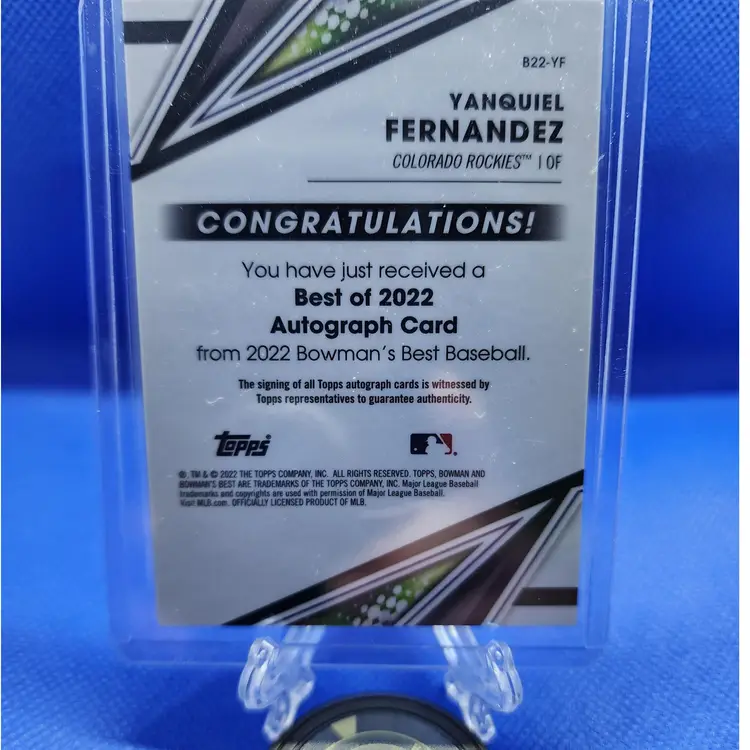 B22-YF
YANQUIEL
FERNANDEZ
COLORADO ROCKIES™ | OF
CONGRATULATIONS!
You have just received a
Best of 2022
Autograph Card
from 2022 Bowman's Best Baseball.
The signing of all Topps autograph cards is witnessed by
Topps representatives to guarantee authenticity.
topps
®, TM & © 2022 THE TOPPS COMPANY, INC. ALL RIGHTS RESERVED. TOPPS, BOWMAN AND
BOWMAN'S BEST ARE TRADEMARKS OF THE TOPPS COMPANY, INC. Major League Baseball
trademarks and copyrights are used with permission of Major League Baseball.
Visit MLB.com. OFFICIALLY LICENSED PRODUCT OF MLB.